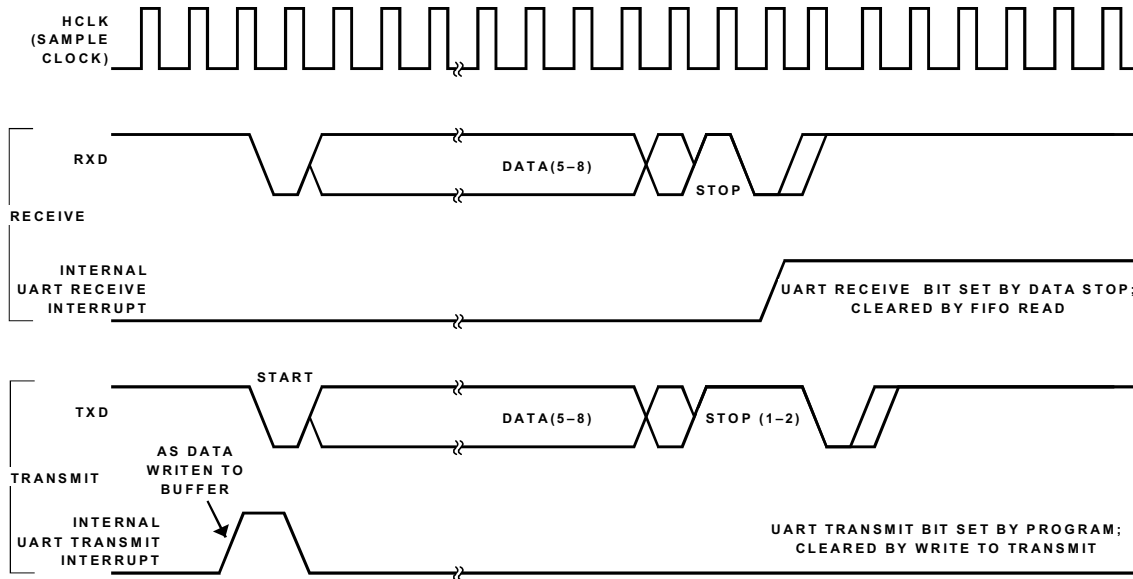 HCLK
(SAMPLE
CLOCK)
RXD
DATA(5–8)
STOP
RECEIVE
INTERNAL
UART RECEIVE
INTERRUPT
UART RECEIVE BIT SET BY DATA STOP;
CLEARED BY FIFO READ
START
TXD
DATA(5–8)
STOP (1–2)
AS DATA
WRITEN TO
BUFFER
TRANSMIT
INTERNAL
UART TRANSMIT
INTERRUPT
UART TRANSMIT BIT SET BY PROGRAM;
CLEARED BY WRITE TO TRANSMIT